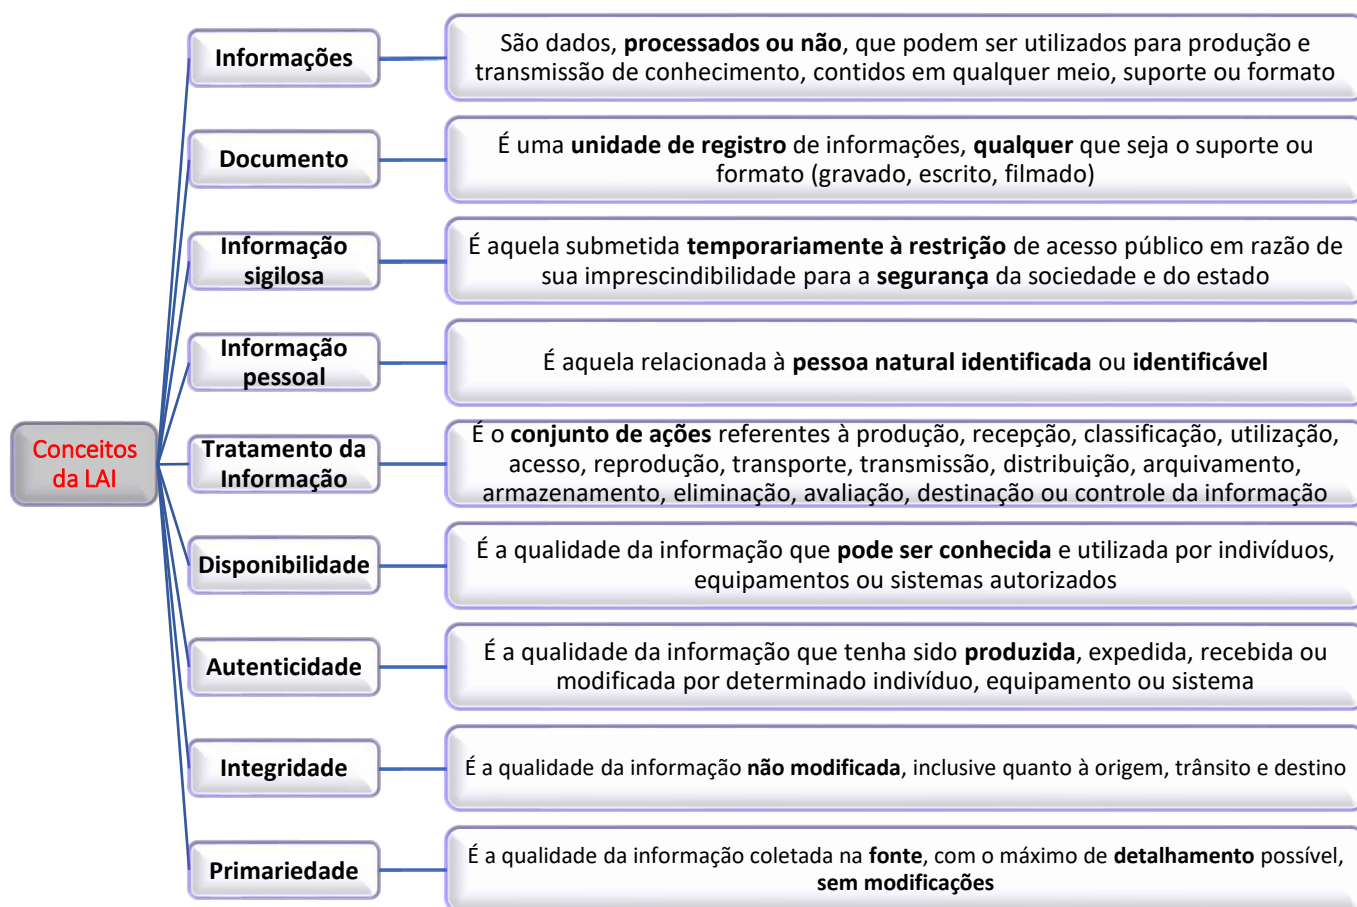 Informações
São dados, processados ou não, que podem ser utilizados para produção e
transmissão de conhecimento, contidos em qualquer meio, suporte ou formato
Documento
É uma unidade de registro de informações, qualquer que seja o suporte ou
formato (gravado, escrito, filmado)
Informação
sigilosa
É aquela submetida temporariamente à restrição de acesso público em razão de
sua imprescindibilidade para a segurança da sociedade e do estado
Informação
pessoal
É aquela relacionada à pessoa natural identificada ou identificável
Conceitos
da LAI
Tratamento da
Informação
É o conjunto de ações referentes à produção, recepção, classificação, utilização,
acesso, reprodução, transporte, transmissão, distribuição, arquivamento,
armazenamento, eliminação, avaliação, destinação ou controle da informação
Disponibilidade
É a qualidade da informação que pode ser conhecida e utilizada por indivíduos,
equipamentos ou sistemas autorizados
Autenticidade
É a qualidade da informação que tenha sido produzida, expedida, recebida ou
modificada por determinado indivíduo, equipamento ou sistema
Integridade
É a qualidade da informação não modificada, inclusive quanto à origem, trânsito e destino
Primariedade
É a qualidade da informação coletada na fonte, com o máximo de detalhamento possível,
sem modificações